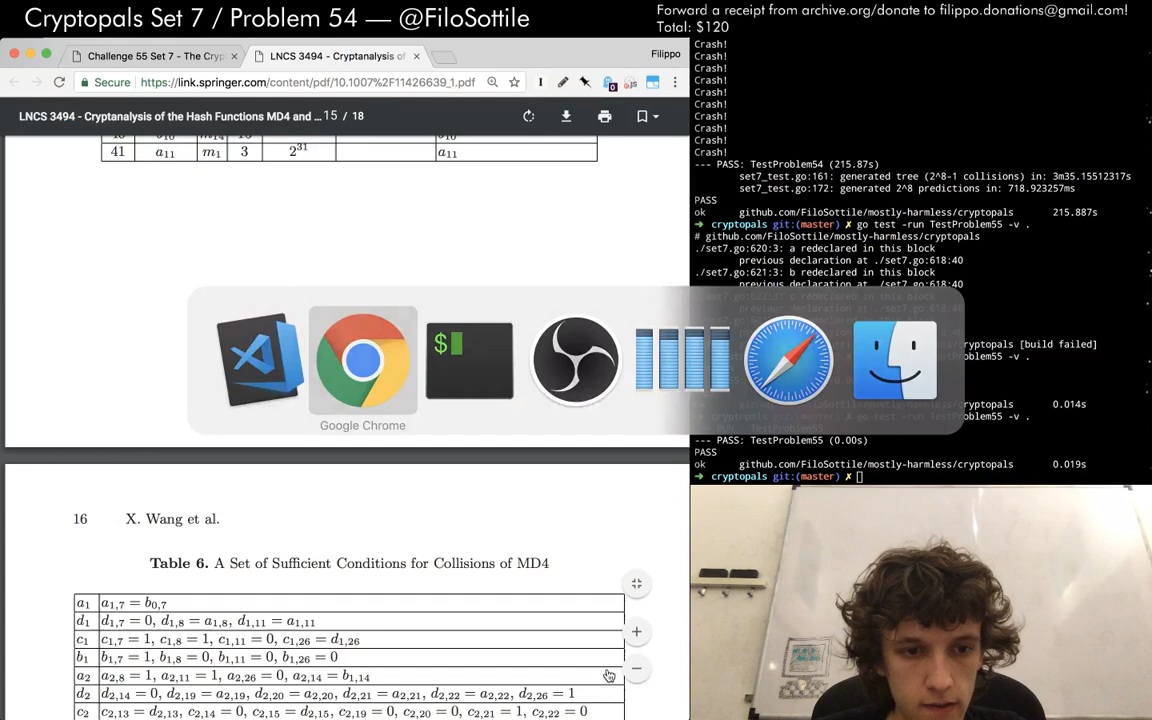 Cryptopals Set 7 / Problem 54 — @FiloSottile
Forward a receipt from archive.org/donate to filippo.donations@gmail.com!
Total: $120
Challenge 55 Set 7 - The Cryp
LNCS 3494 - Cryptanalysis of
Filippo
Secure
https://link.springer.com/content/pdf/10.1007%2F11426639_1.pdf
LNCS 3494 - Cryptanalysis of the Hash Functions MD4 and ... 15 / 18
41 a11 m1 3 2^31 a11
Google Chrome
16 X. Wang et al.
Table 6. A Set of Sufficient Conditions for Collisions of MD4
a1 a1,7 = b0,7
d1 d1,7 = 0, d1,8 = a1,8, d1,11 = a1,11
c1 c1,7 = 1, c1,8 = 1, c1,11 = 0, c1,26 = d1,26
b1 b1,7 = 1, b1,8 = 0, b1,11 = 0, b1,26 = 0
a2 a2,8 = 1, a2,11 = 1, a2,26 = 0, a2,14 = b1,14
d2 d2,14 = 0, d2,19 = a2,19, d2,20 = a2,20, d2,21 = a2,21, d2,22 = a2,22, d2,26 = 1
c2 c2,13 = d2,13, c2,14 = 0, c2,15 = d2,15, c2,19 = 0, c2,20 = 0, c2,21 = 1, c2,22 = 0
Crash!
Crash!
Crash!
Crash!
Crash!
Crash!
Crash!
Crash!
Crash!
Crash!
--- PASS: TestProblem54 (215.87s)
set7_test.go:161: generated tree (2^8-1 collisions) in: 3m35.15512317s
set7_test.go:172: generated 2^8 predictions in: 718.923257ms
PASS
ok github.com/FiloSottile/mostly-harmless/cryptopals 215.887s
➜ cryptopals git:(master) ✗ go test -run TestProblem55 -v .
# github.com/FiloSottile/mostly-harmless/cryptopals
./set7.go:620:3: a redeclared in this block
previous declaration at ./set7.go:618:40
./set7.go:621:3: b redeclared in this block
previous declaration at ./set7.go:618:40
cryptopals [build failed]
Problem55 -v .
cryptopals 0.014s
go test -run TestProblem55 -v .
--- PASS: TestProblem55 (0.00s)
PASS
ok github.com/FiloSottile/mostly-harmless/cryptopals 0.019s
➜ cryptopals git:(master) ✗